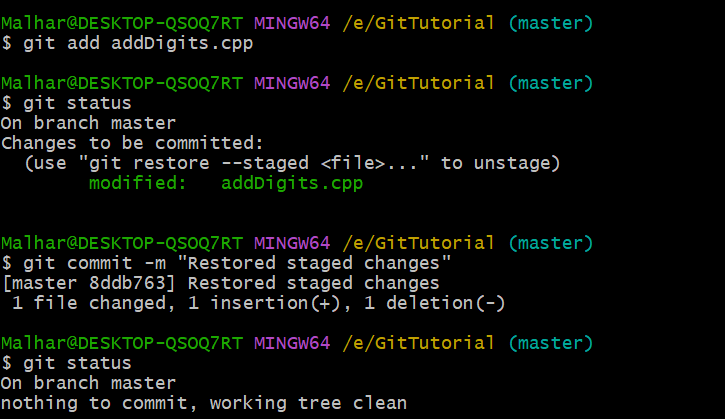 Malhar@DESKTOP-QSOQ7RT MINGW64 /e/GitTutorial (master)
$ git add addDigits.cpp
Malhar@DESKTOP-QSOQ7RT MINGW64 /e/GitTutorial (master)
$ git status
On branch master
Changes to be committed:
  (use "git restore --staged <file>..." to unstage)
        modified:   addDigits.cpp
Malhar@DESKTOP-QSOQ7RT MINGW64 /e/GitTutorial (master)
$ git commit -m "Restored staged changes"
[master 8ddb763] Restored staged changes
 1 file changed, 1 insertion(+), 1 deletion(-)
Malhar@DESKTOP-QSOQ7RT MINGW64 /e/GitTutorial (master)
$ git status
On branch master
nothing to commit, working tree clean